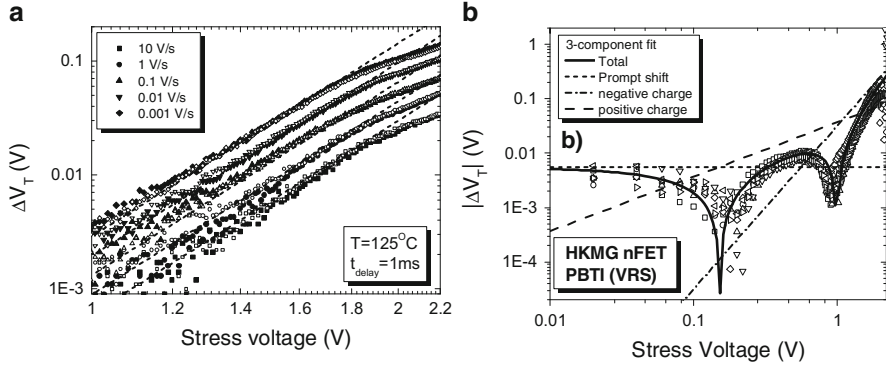 a
0.1
0.01
1E-3
ΔV_T (V)
10 V/s
1 V/s
0.1 V/s
0.01 V/s
0.001 V/s
T=125°C
t_delay=1ms
1
1.2
1.4
1.6
1.8
2
2.2
Stress voltage (V)
b
1
0.1
0.01
1E-3
1E-4
|ΔV_T| (V)
3-component fit
Total
Prompt shift
negative charge
positive charge
b)
HKMG nFET
PBTI (VRS)
0.01
0.1
1
Stress Voltage (V)